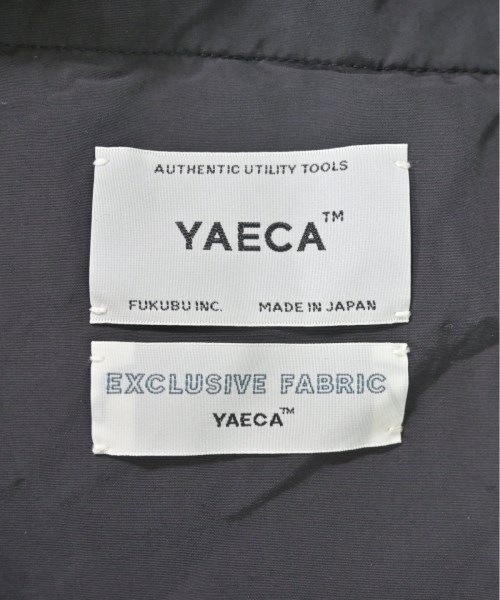 AUTHENTIC UTILITY TOOLS
YAECA™
FUKUBU INC. MADE IN JAPAN
EXCLUSIVE FABRIC
YAECA™